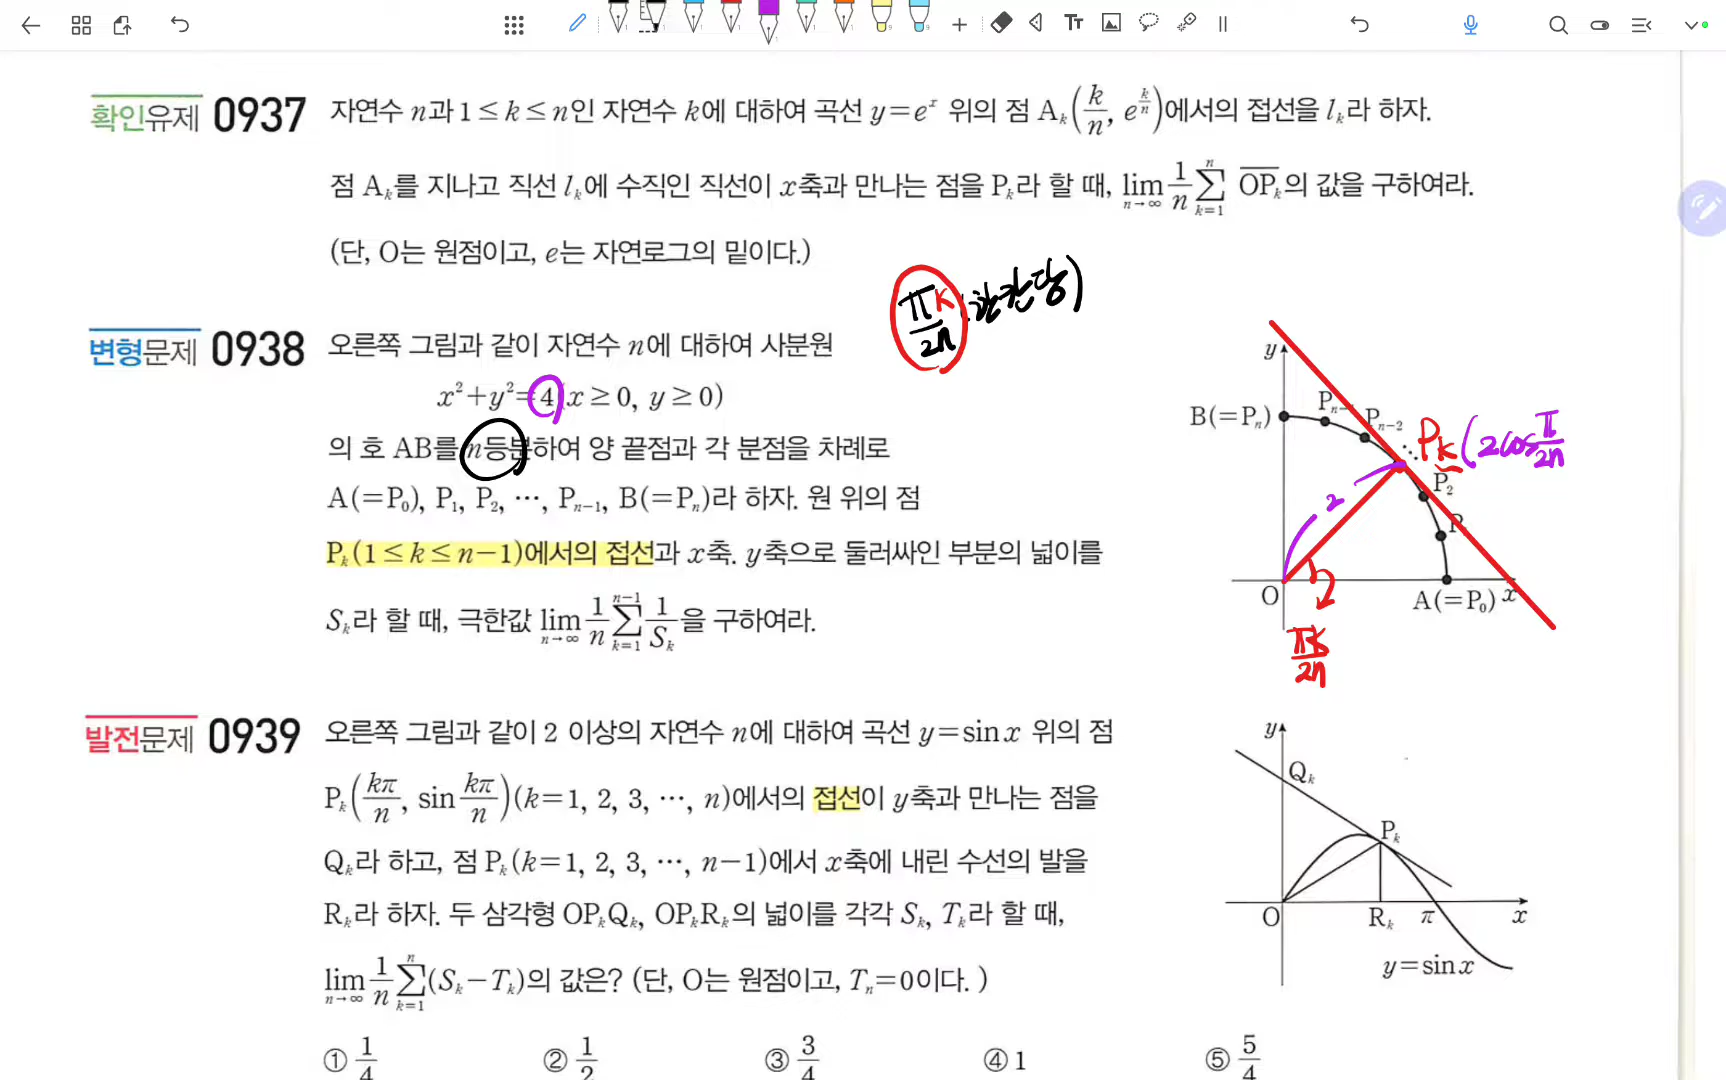 확인유제 0937 자연수 n과 1≤k≤n인 자연수 k에 대하여 곡선 y=e^x 위의 점 A_k(k/n, e^(k/n))에서의 접선을 l_k라 하자.
점 A_k를 지나고 직선 l_k에 수직인 직선이 x축과 만나는 점을 P_k라 할 때, lim_{n→∞} 1/n ∑_{k=1}^{n} OP_k의 값을 구하여라.
(단, O는 원점이고, e는 자연로그의 밑이다.)
πk/2n (한칸당)
변형문제 0938 오른쪽 그림과 같이 자연수 n에 대하여 사분원
x²+y²=4(x≥0, y≥0)
의 호 AB를 n등분하여 양 끝점과 각 분점을 차례로
A(=P_0), P_1, P_2, ⋯, P_{n-1}, B(=P_n)라 하자. 원 위의 점
P_k(1≤k≤n-1)에서의 접선과 x축. y축으로 둘러싸인 부분의 넓이를
S_k라 할 때, 극한값 lim_{n→∞} 1/n ∑_{k=1}^{n-1} 1/S_k을 구하여라.
y
B(=P_n) P_{n-1} P_{n-2}
P_k (2cos π/2n
P_2
2
P
O A(=P_0) x
πk/2n
발전문제 0939 오른쪽 그림과 같이 2 이상의 자연수 n에 대하여 곡선 y=sin x 위의 점
P_k(kπ/n, sin kπ/n)(k=1, 2, 3, ⋯, n)에서의 접선이 y축과 만나는 점을
Q_k라 하고, 점 P_k(k=1, 2, 3, ⋯, n-1)에서 x축에 내린 수선의 발을
R_k라 하자. 두 삼각형 OP_kQ_k, OP_kR_k의 넓이를 각각 S_k, T_k라 할 때,
lim_{n→∞} 1/n ∑_{k=1}^{n} (S_k-T_k)의 값은? (단, O는 원점이고, T_n=0이다. )
y
Q_k
P_k
O R_k π x
y=sin x
① 1/4 ② 1/2 ③ 3/4 ④ 1 ⑤ 5/4